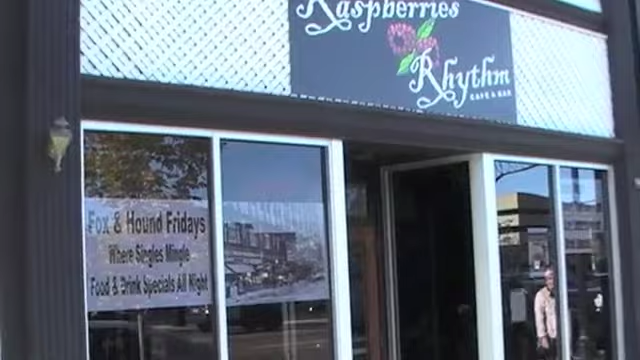 Raspberries
Rhythm
CAFE & BAR
Fox & Hound Fridays
Where Singles Mingle
Food & Drink Specials All Night